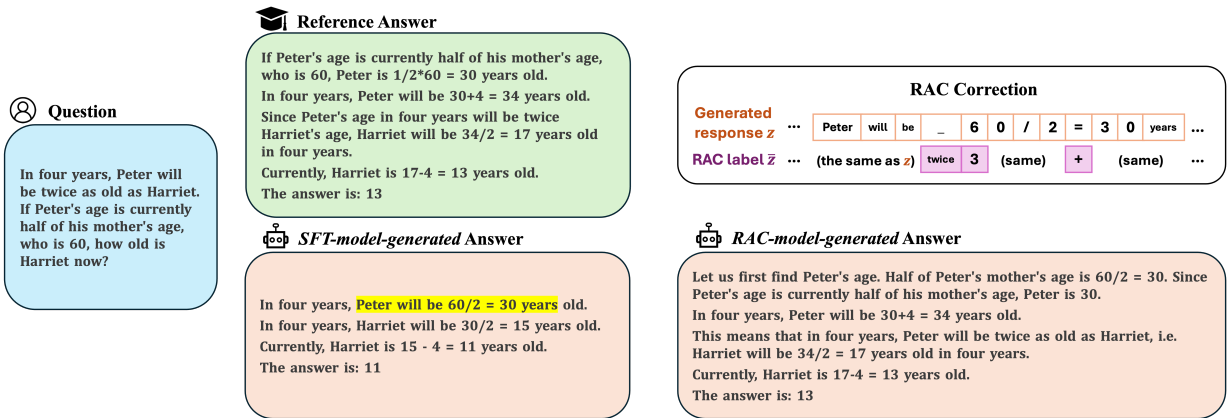 Question
In four years, Peter will
be twice as old as Harriet.
If Peter's age is currently
half of his mother's age,
who is 60, how old is
Harriet now?
Reference Answer
If Peter's age is currently half of his mother's age,
who is 60, Peter is 1/2*60 = 30 years old.
In four years, Peter will be 30+4 = 34 years old.
Since Peter's age in four years will be twice
Harriet's age, Harriet will be 34/2 = 17 years old
in four years.
Currently, Harriet is 17-4 = 13 years old.
The answer is: 13
SFT-model-generated Answer
In four years, Peter will be 60/2 = 30 years old.
In four years, Harriet will be 30/2 = 15 years old.
Currently, Harriet is 15 - 4 = 11 years old.
The answer is: 11
RAC Correction
Generated
response z ... Peter will be _ 6 0 / 2 = 3 0 years ...
RAC label z̄ ... (the same as z) twice 3 (same) + (same) ...
RAC-model-generated Answer
Let us first find Peter's age. Half of Peter's mother's age is 60/2 = 30. Since
Peter's age is currently half of his mother's age, Peter is 30.
In four years, Peter will be 30+4 = 34 years old.
This means that in four years, Peter will be twice as old as Harriet, i.e.
Harriet will be 34/2 = 17 years old in four years.
Currently, Harriet is 17-4 = 13 years old.
The answer is: 13